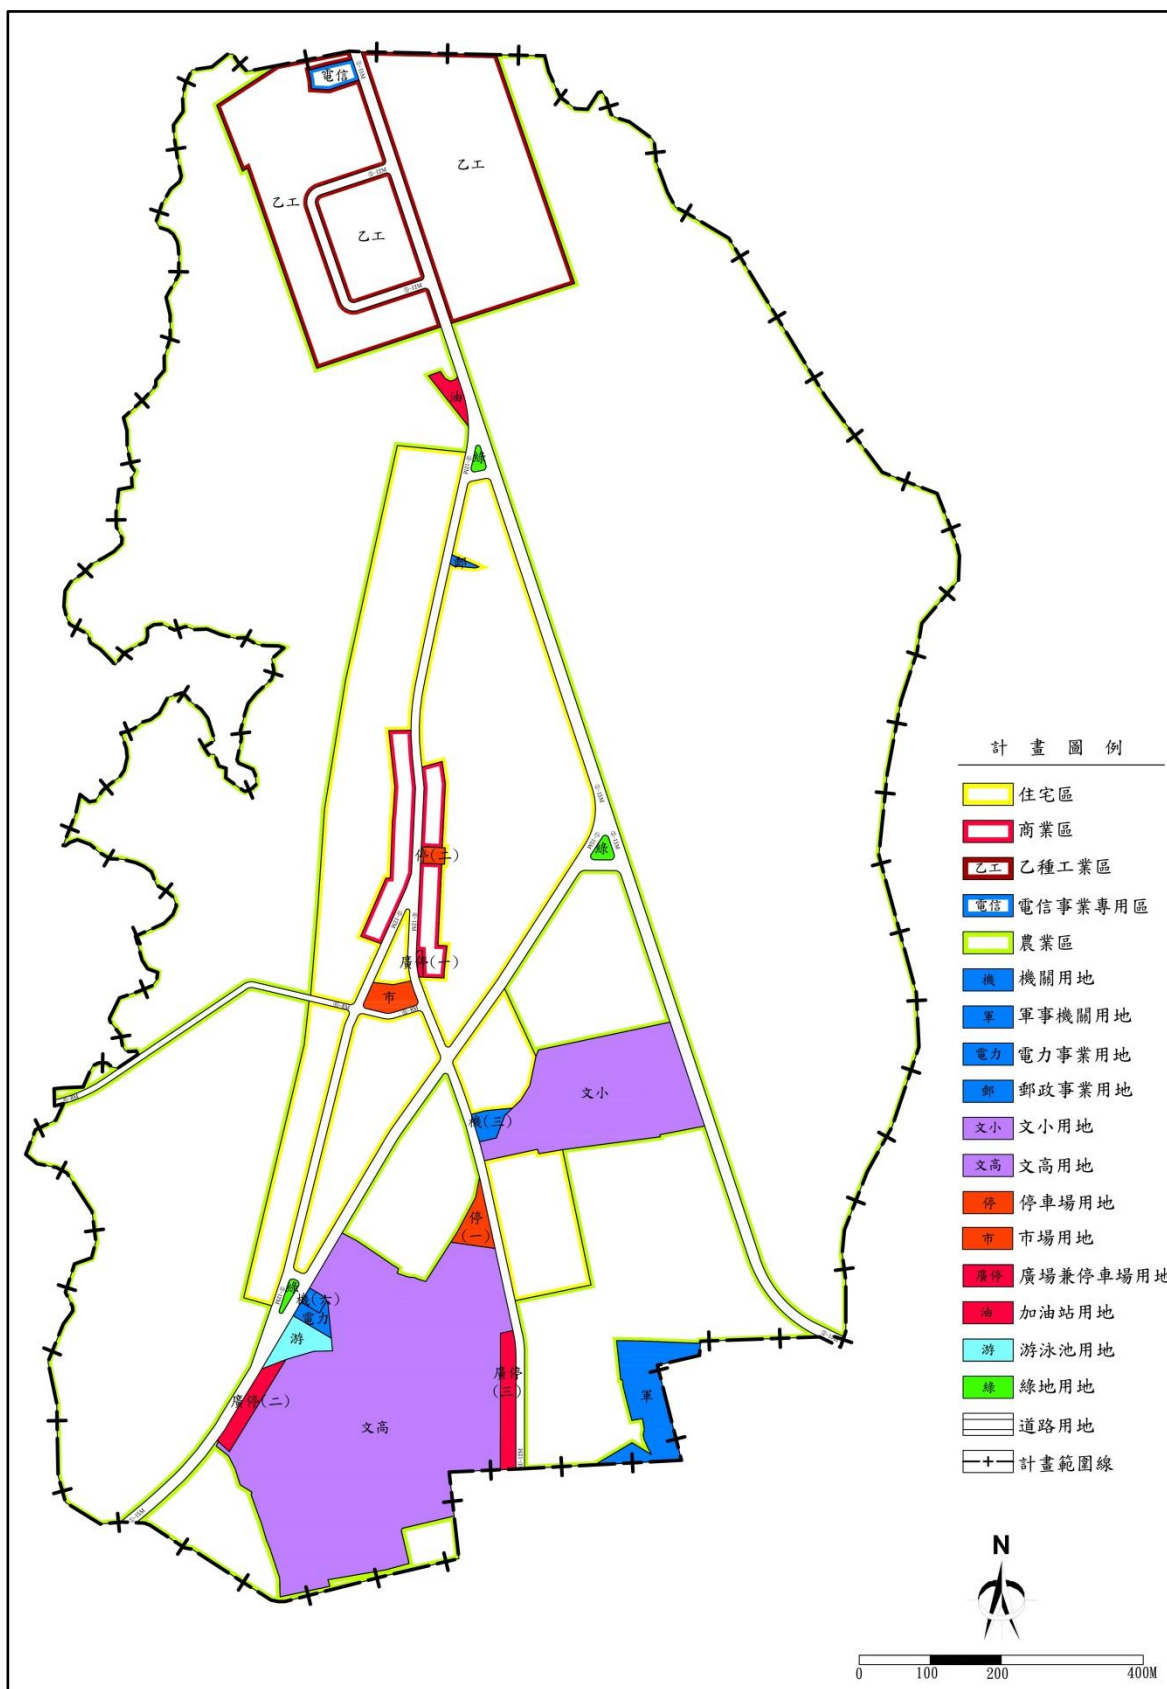 電信
乙工
乙工
乙工
油
綠
郵
綠
停(二)
廣停(一)
市
文小
機(三)
停
(一)
綠
機(六)
電力
游
廣停
(三)
廣停(二)
軍
文高
計畫圖例
住宅區
商業區
乙工 乙種工業區
電信 電信事業專用區
農業區
機 機關用地
軍 軍事機關用地
電力 電力事業用地
郵 郵政事業用地
文小 文小用地
文高 文高用地
停 停車場用地
市 市場用地
廣停 廣場兼停車場用地
油 加油站用地
游 游泳池用地
綠 綠地用地
道路用地
計畫範圍線
N
0 100 200 400M